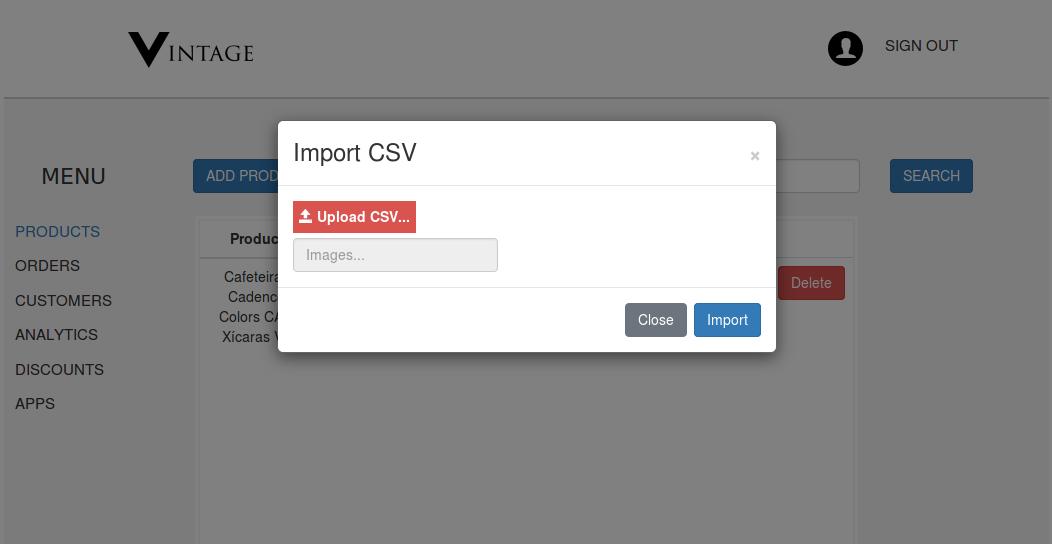 VINTAGE
SIGN OUT
Import CSV
×
MENU
ADD PROD
SEARCH
Upload CSV...
PRODUCTS
Produc
Images...
ORDERS
Cafeteira
Delete
Cadenc
CUSTOMERS
Colors CA
Close
Import
ANALYTICS
Xícaras
DISCOUNTS
APPS